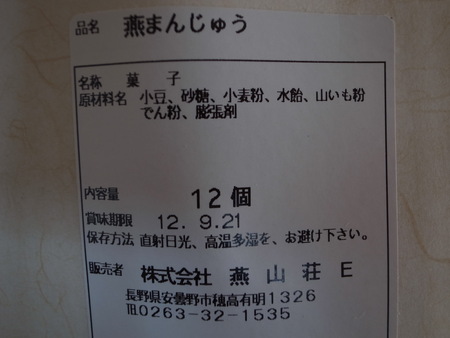 品名 燕まんじゅう
名称 菓子
原材料名 小豆、砂糖、小麦粉、水飴、山いも粉
でん粉、膨張剤
内容量 12個
賞味期限 12.9.21
保存方法 直射日光、高温多湿を、お避け下さい。
販売者 株式会社 燕山荘 E
長野県安曇野市穂高有明1326
℡0263-32-1535